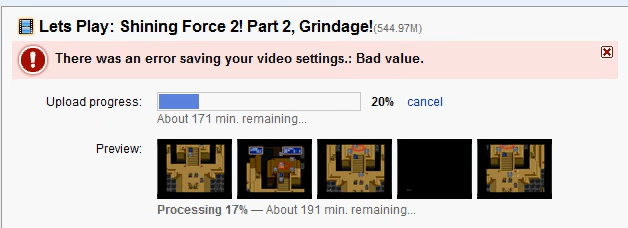 Lets Play: Shining Force 2! Part 2, Grindage!(544.97M)
There was an error saving your video settings.: Bad value.
Upload progress: 20% cancel
About 171 min. remaining...
Preview:
Processing 17% — About 191 min. remaining...